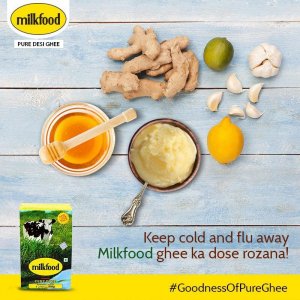 milkfood
PURE DESI GHEE
Keep cold and flu away
Milkfood ghee ka dose rozana!
milkfood
#GoodnessOfPureGhee